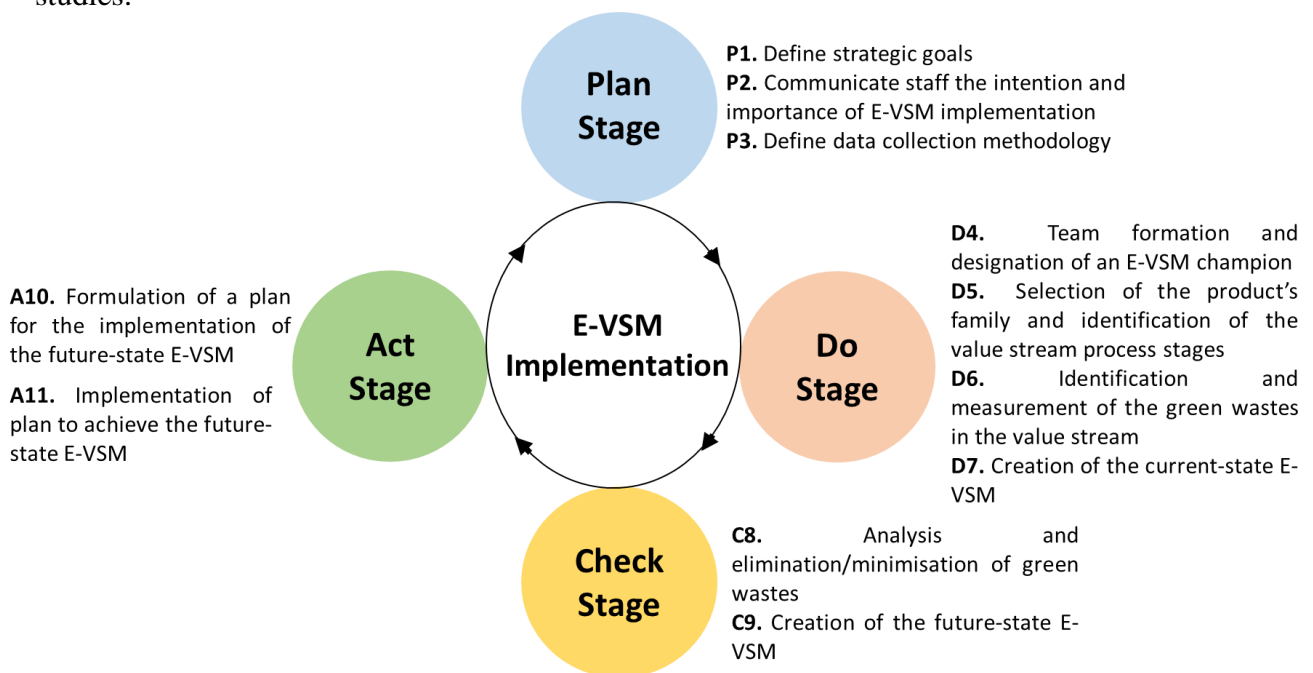 studies.
Plan
Stage
P1. Define strategic goals
P2. Communicate staff the intention and
importance of E-VSM implementation
P3. Define data collection methodology
D4. Team formation and
designation of an E-VSM champion
D5. Selection of the product's
family and identification of the
value stream process stages
D6. Identification and
measurement of the green wastes
in the value stream
D7. Creation of the current-state E-
VSM
Do
Stage
E-VSM
Implementation
Act
Stage
A10. Formulation of a plan
for the implementation of
the future-state E-VSM
A11. Implementation of
plan to achieve the future-
state E-VSM
Check
Stage
C8. Analysis and
elimination/minimisation of green
wastes
C9. Creation of the future-state E-
VSM